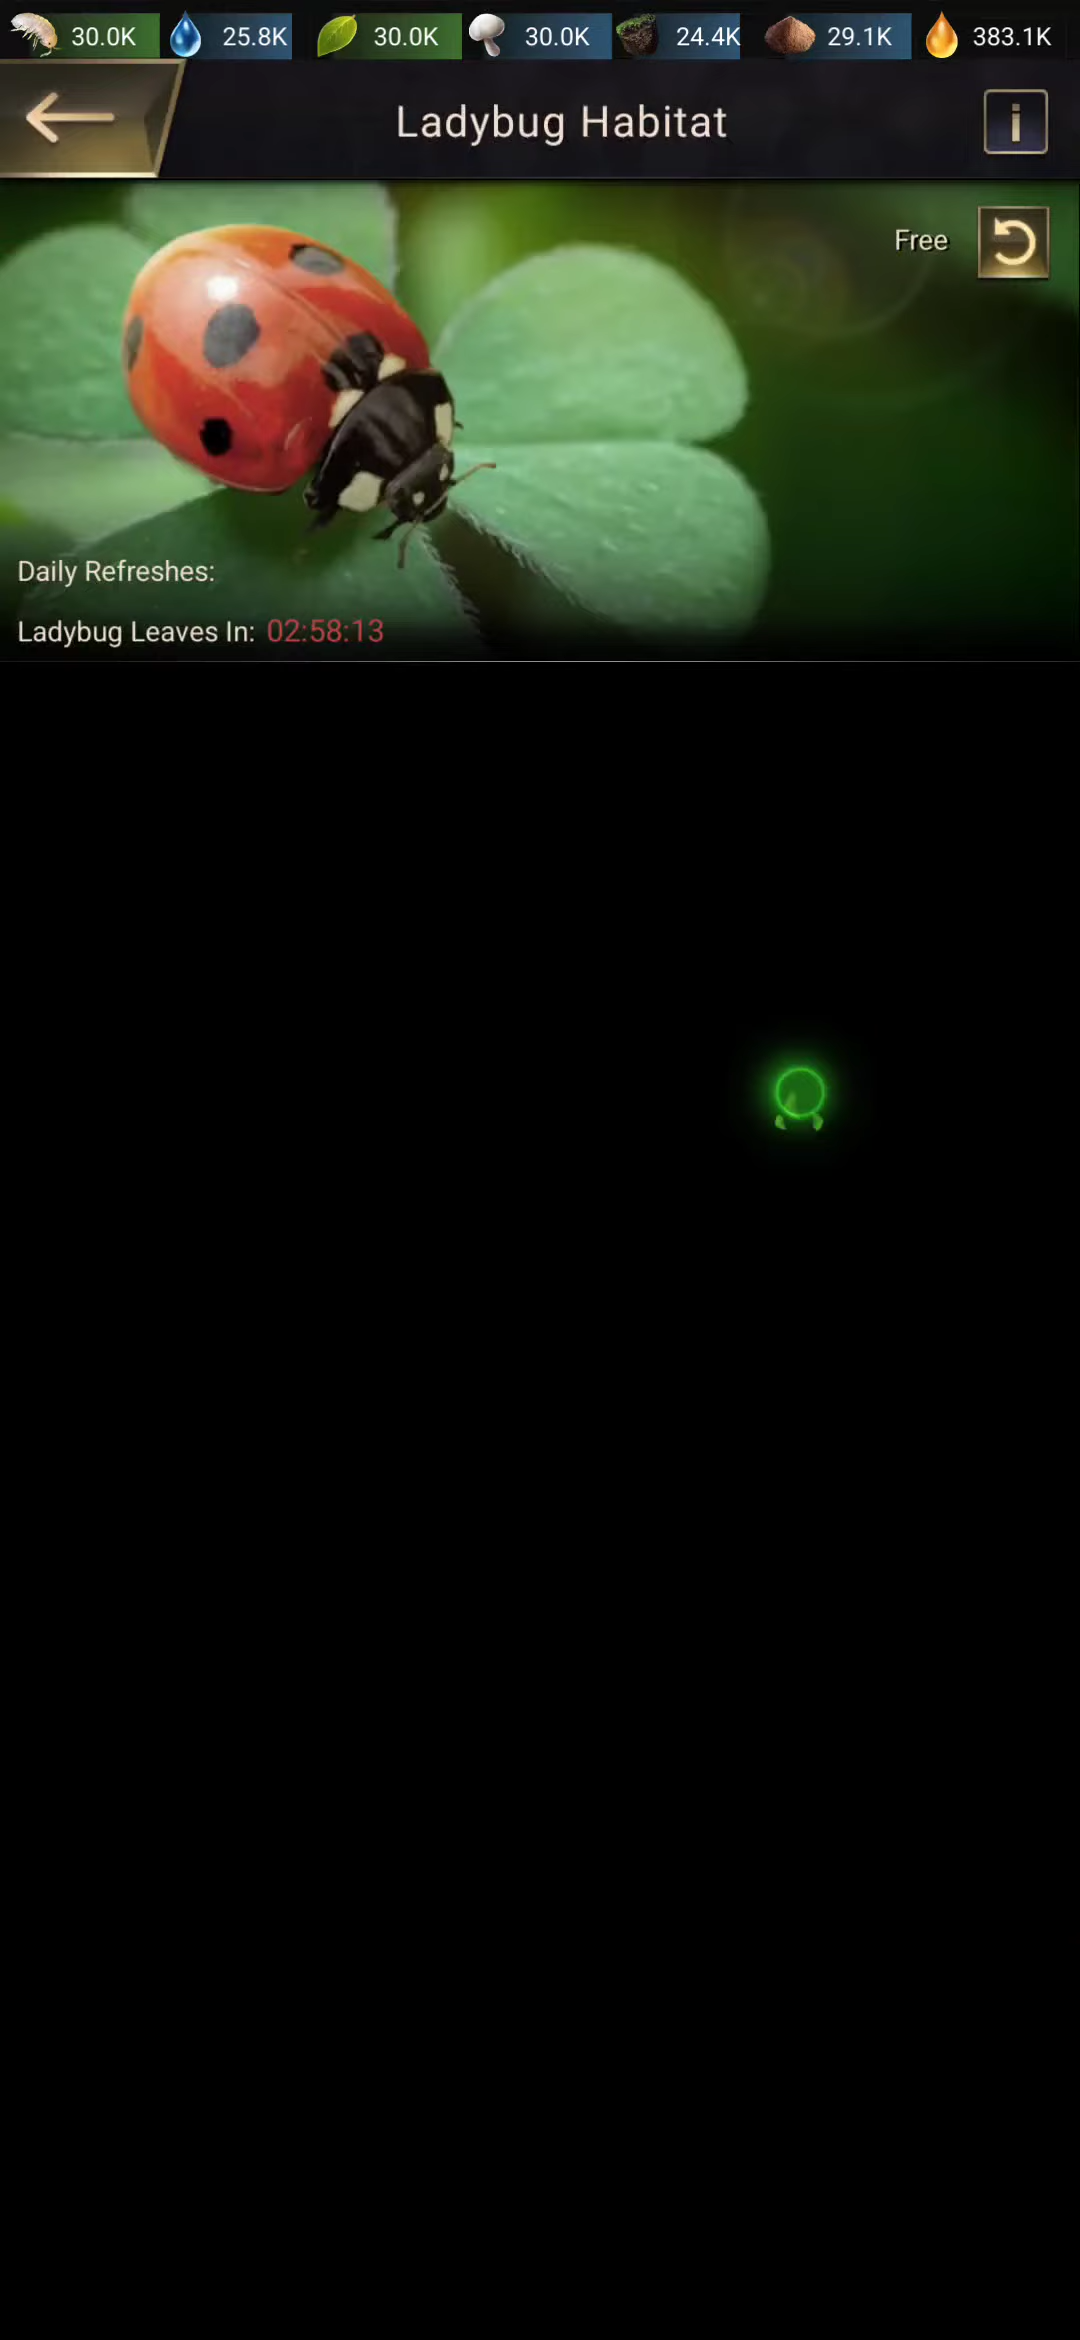 30.0K 25.8K 30.0K 30.0K 24.4K 29.1K 383.1K
Ladybug Habitat
i
Free
Daily Refreshes:
Ladybug Leaves In: 02:58:13